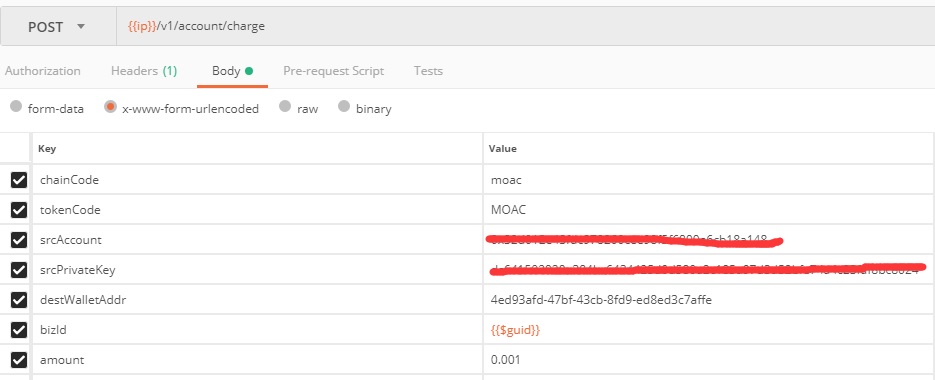 POST {{ip}}/v1/account/charge
Authorization Headers (1) Body Pre-request Script Tests
form-data x-www-form-urlencoded raw binary
Key Value
chainCode moac
tokenCode MOAC
srcAccount
srcPrivateKey
destWalletAddr 4ed93afd-47bf-43cb-8fd9-ed8ed3c7affe
bizId {{$guid}}
amount 0.001